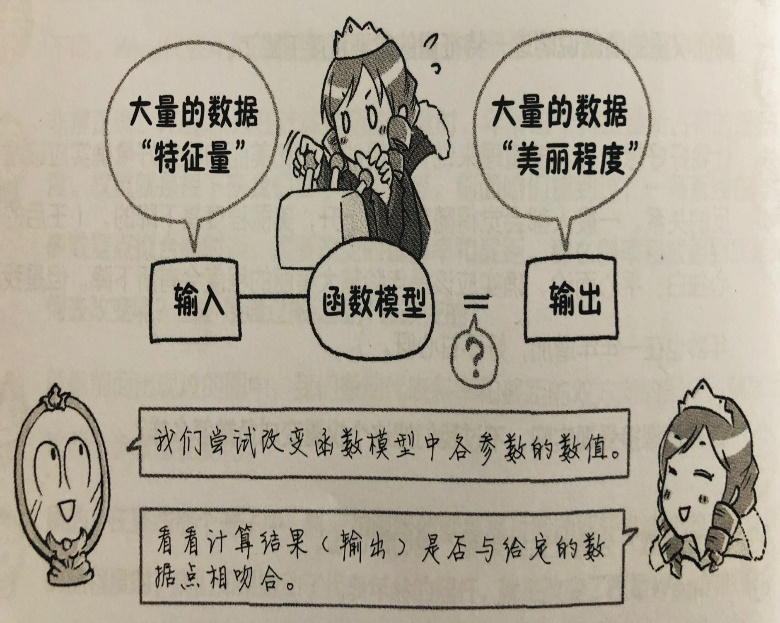 大量的数据
“特征量”
大量的数据
“美丽程度”
输入
函数模型
=
输出
?
我们尝试改变函数模型中各参数的数值。
看看计算结果（输出）是否与给定的数
据点相吻合。